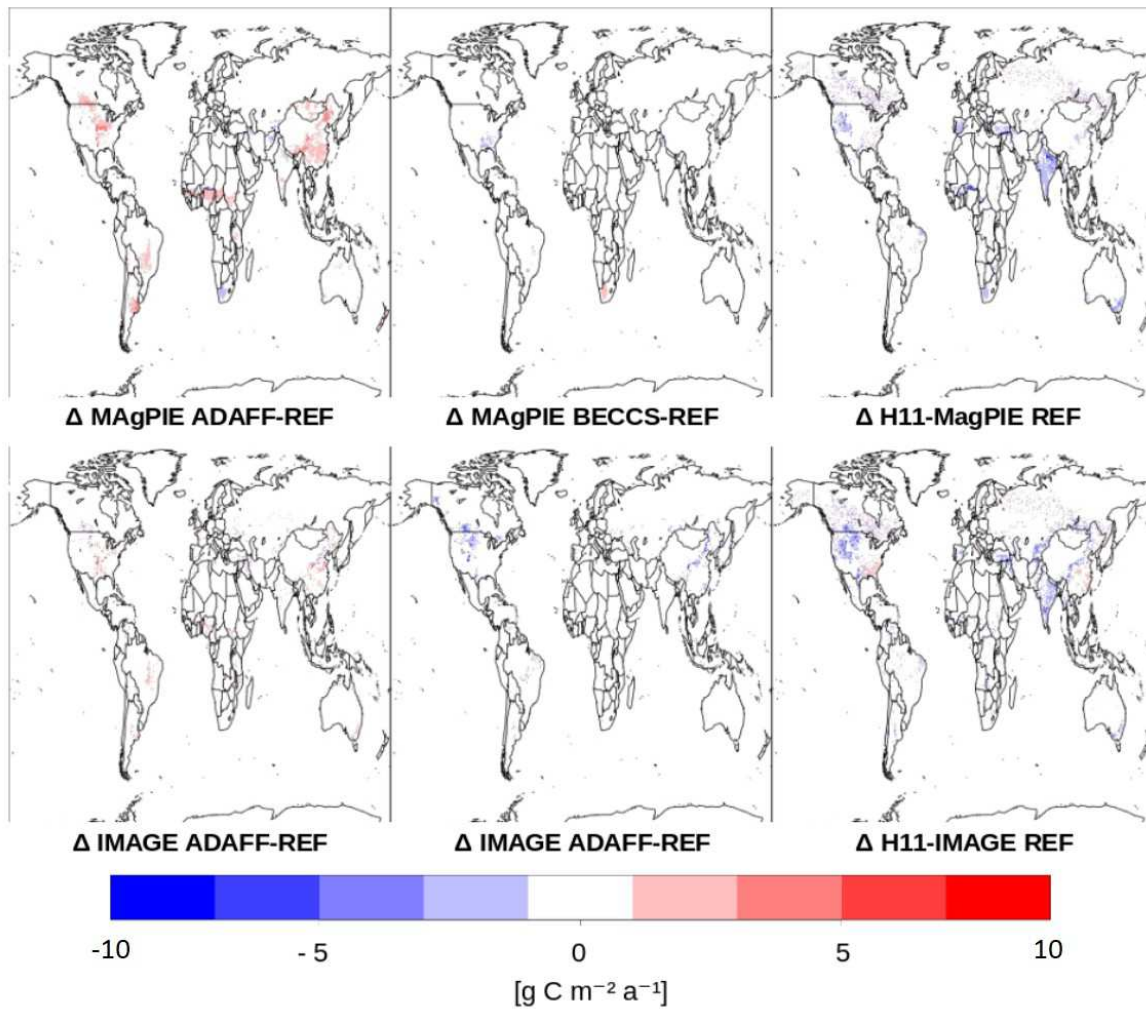 Δ MAgPIE ADAFF-REF Δ MAgPIE BECCS-REF Δ H11-MagPIE REF
Δ IMAGE ADAFF-REF Δ IMAGE ADAFF-REF Δ H11-IMAGE REF
-10 - 5 0 5 10
[g C m⁻² a⁻¹]